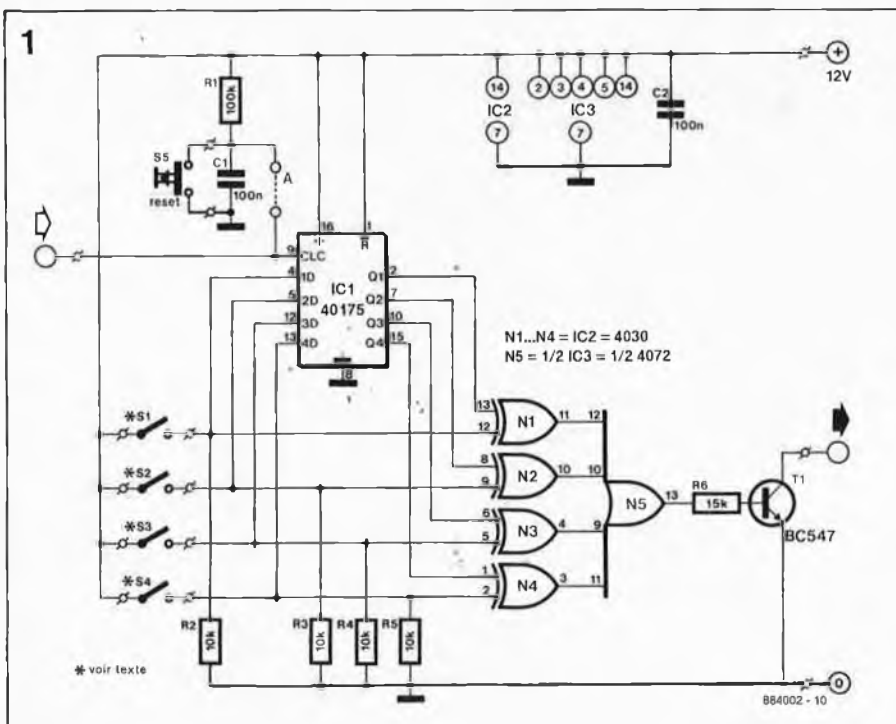 1
R1
100k
S5
reset
C1
100n
A
14
2
3
4
5
14
IC2
IC3
7
7
C2
100n
+
12V
16
1
R
9
CLC
4
1D
5
2D
12
3D
13
4D
IC1
40175
Q1
2
Q2
7
Q3
10
Q4
15
8
N1...N4 = IC2 = 4030
N5 = 1/2 IC3 = 1/2 4072
*S1
*S2
*S3
*S4
13
12
N1
11
12
8
9
N2
10
10
6
5
N3
4
9
1
2
N4
3
11
N5
13
R6
15k
T1
BC547
R2
10k
R3
10k
R4
10k
R5
10k
* voir texte
0
884002 - 10